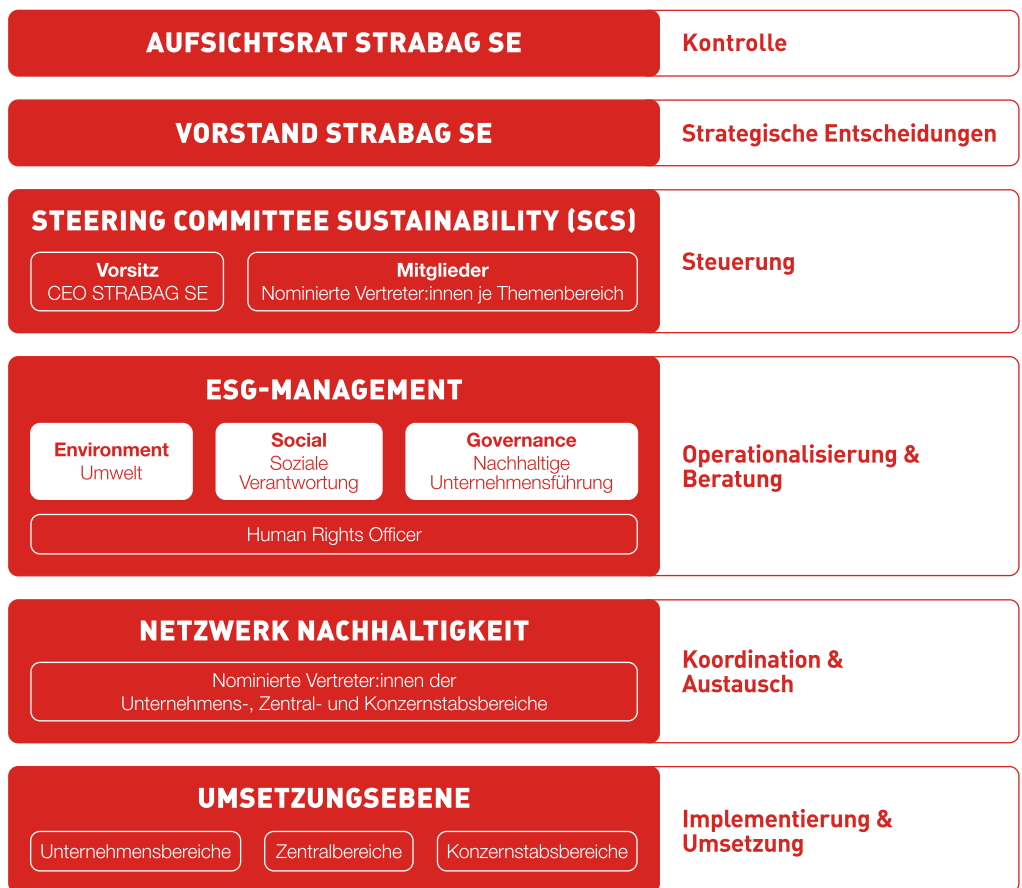 AUFSICHTSRAT STRABAG SE
Kontrolle
VORSTAND STRABAG SE
Strategische Entscheidungen
STEERING COMMITTEE SUSTAINABILITY (SCS)
Vorsitz
CEO STRABAG SE
Mitglieder
Nominierte Vertreter:innen je Themenbereich
Steuerung
ESG-MANAGEMENT
Environment
Umwelt
Social
Soziale
Verantwortung
Governance
Nachhaltige
Unternehmensführung
Human Rights Officer
Operationalisierung &
Beratung
NETZWERK NACHHALTIGKEIT
Nominierte Vertreter:innen der
Unternehmens-, Zentral- und Konzernstabsbereiche
Koordination &
Austausch
UMSETZUNGSEBENE
Unternehmensbereiche
Zentralbereiche
Konzernstabsbereiche
Implementierung &
Umsetzung